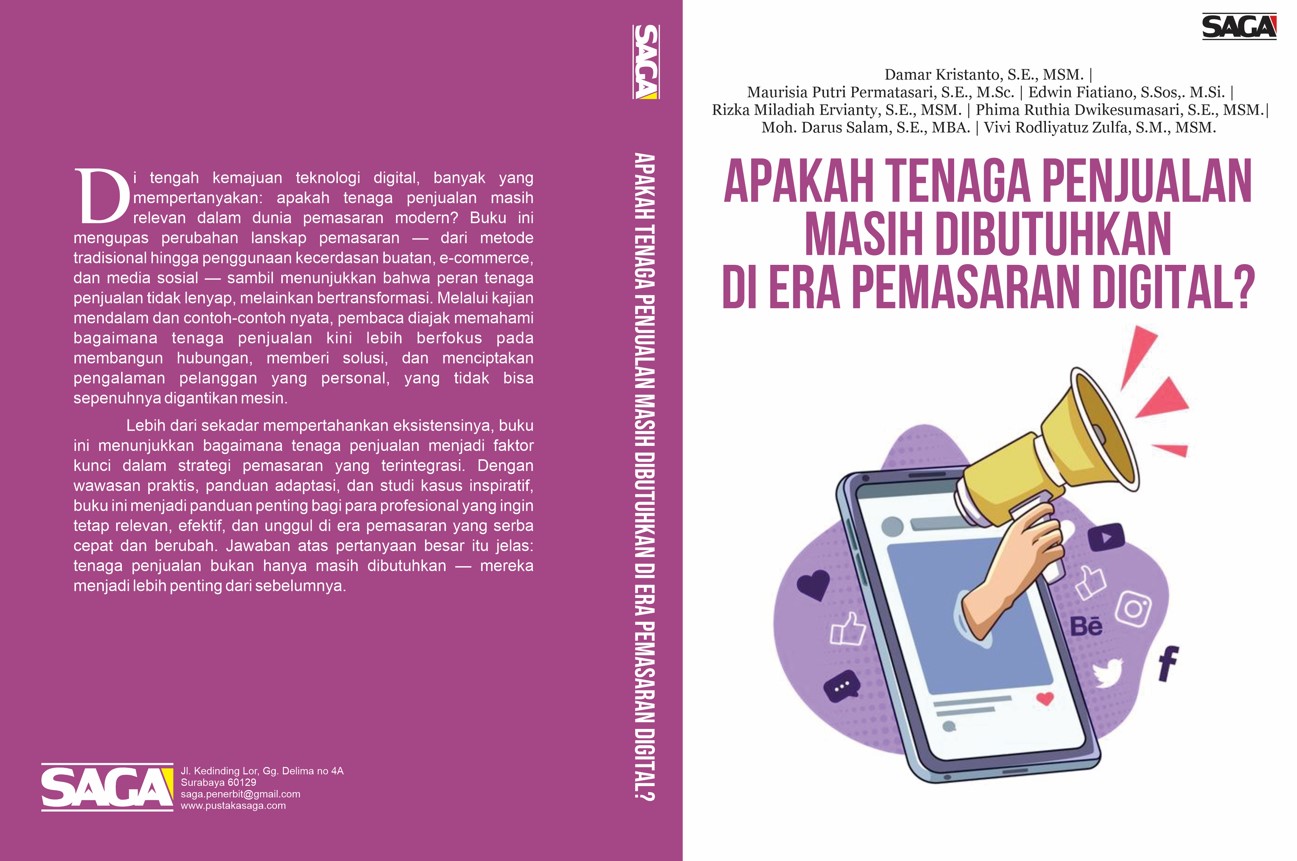 Di tengah kemajuan teknologi digital, banyak yang
mempertanyakan: apakah tenaga penjualan masih
relevan dalam dunia pemasaran modern? Buku ini
mengupas perubahan lanskap pemasaran — dari metode
tradisional hingga penggunaan kecerdasan buatan, e-commerce,
dan media sosial — sambil menunjukkan bahwa peran tenaga
penjualan tidak lenyap, melainkan bertransformasi. Melalui kajian
mendalam dan contoh-contoh nyata, pembaca diajak memahami
bagaimana tenaga penjualan kini lebih berfokus pada
membangun hubungan, memberi solusi, dan menciptakan
pengalaman pelanggan yang personal, yang tidak bisa
sepenuhnya digantikan mesin.
Lebih dari sekadar mempertahankan eksistensinya, buku
ini menunjukkan bagaimana tenaga penjualan menjadi faktor
kunci dalam strategi pemasaran yang terintegrasi. Dengan
wawasan praktis, panduan adaptasi, dan studi kasus inspiratif,
buku ini menjadi panduan penting bagi para profesional yang ingin
tetap relevan, efektif, dan unggul di era pemasaran yang serba
cepat dan berubah. Jawaban atas pertanyaan besar itu jelas:
tenaga penjualan bukan hanya masih dibutuhkan — mereka
menjadi lebih penting dari sebelumnya.
SAGA
Jl. Kedinding Lor, Gg. Delima no 4A
Surabaya 60129
saga.penerbit@gmail.com
www.pustakasaga.com
SAGA
APAKAH TENAGA PENJUALAN MASIH DIBUTUHKAN DI ERA PEMASARAN DIGITAL?
SAGA
Damar Kristanto, S.E., MSM. |
Maurisia Putri Permatasari, S.E., M.Sc. | Edwin Fiatiano, S.Sos,. M.Si. |
Rizka Miladiah Ervianty, S.E., MSM. | Phima Ruthia Dwikesumasari, S.E., MSM.|
Moh. Darus Salam, S.E., MBA. | Vivi Rodliyatuz Zulfa, S.M., MSM.
APAKAH TENAGA PENJUALAN
MASIH DIBUTUHKAN
DI ERA PEMASARAN DIGITAL?
Bē
f